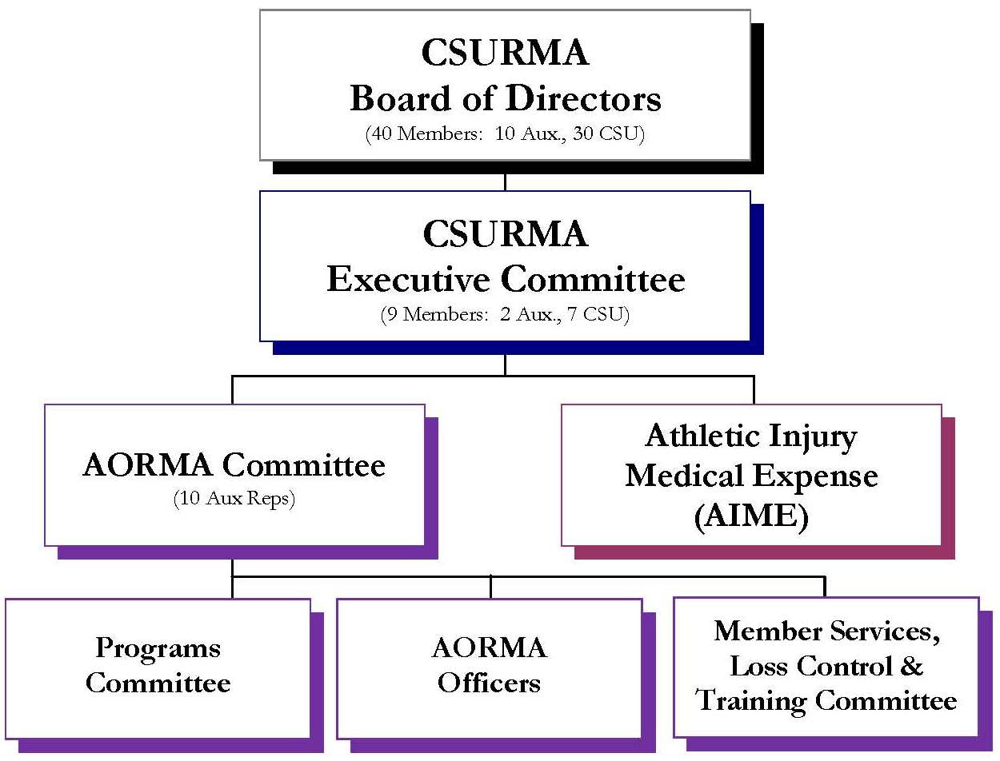 CSURMA
Board of Directors
(40 Members:  10 Aux., 30 CSU)
CSURMA
Executive Committee
(9 Members:  2 Aux., 7 CSU)
AORMA Committee
(10 Aux Reps)
Athletic Injury
Medical Expense
(AIME)
Programs
Committee
AORMA
Officers
Member Services,
Loss Control &
Training Committee